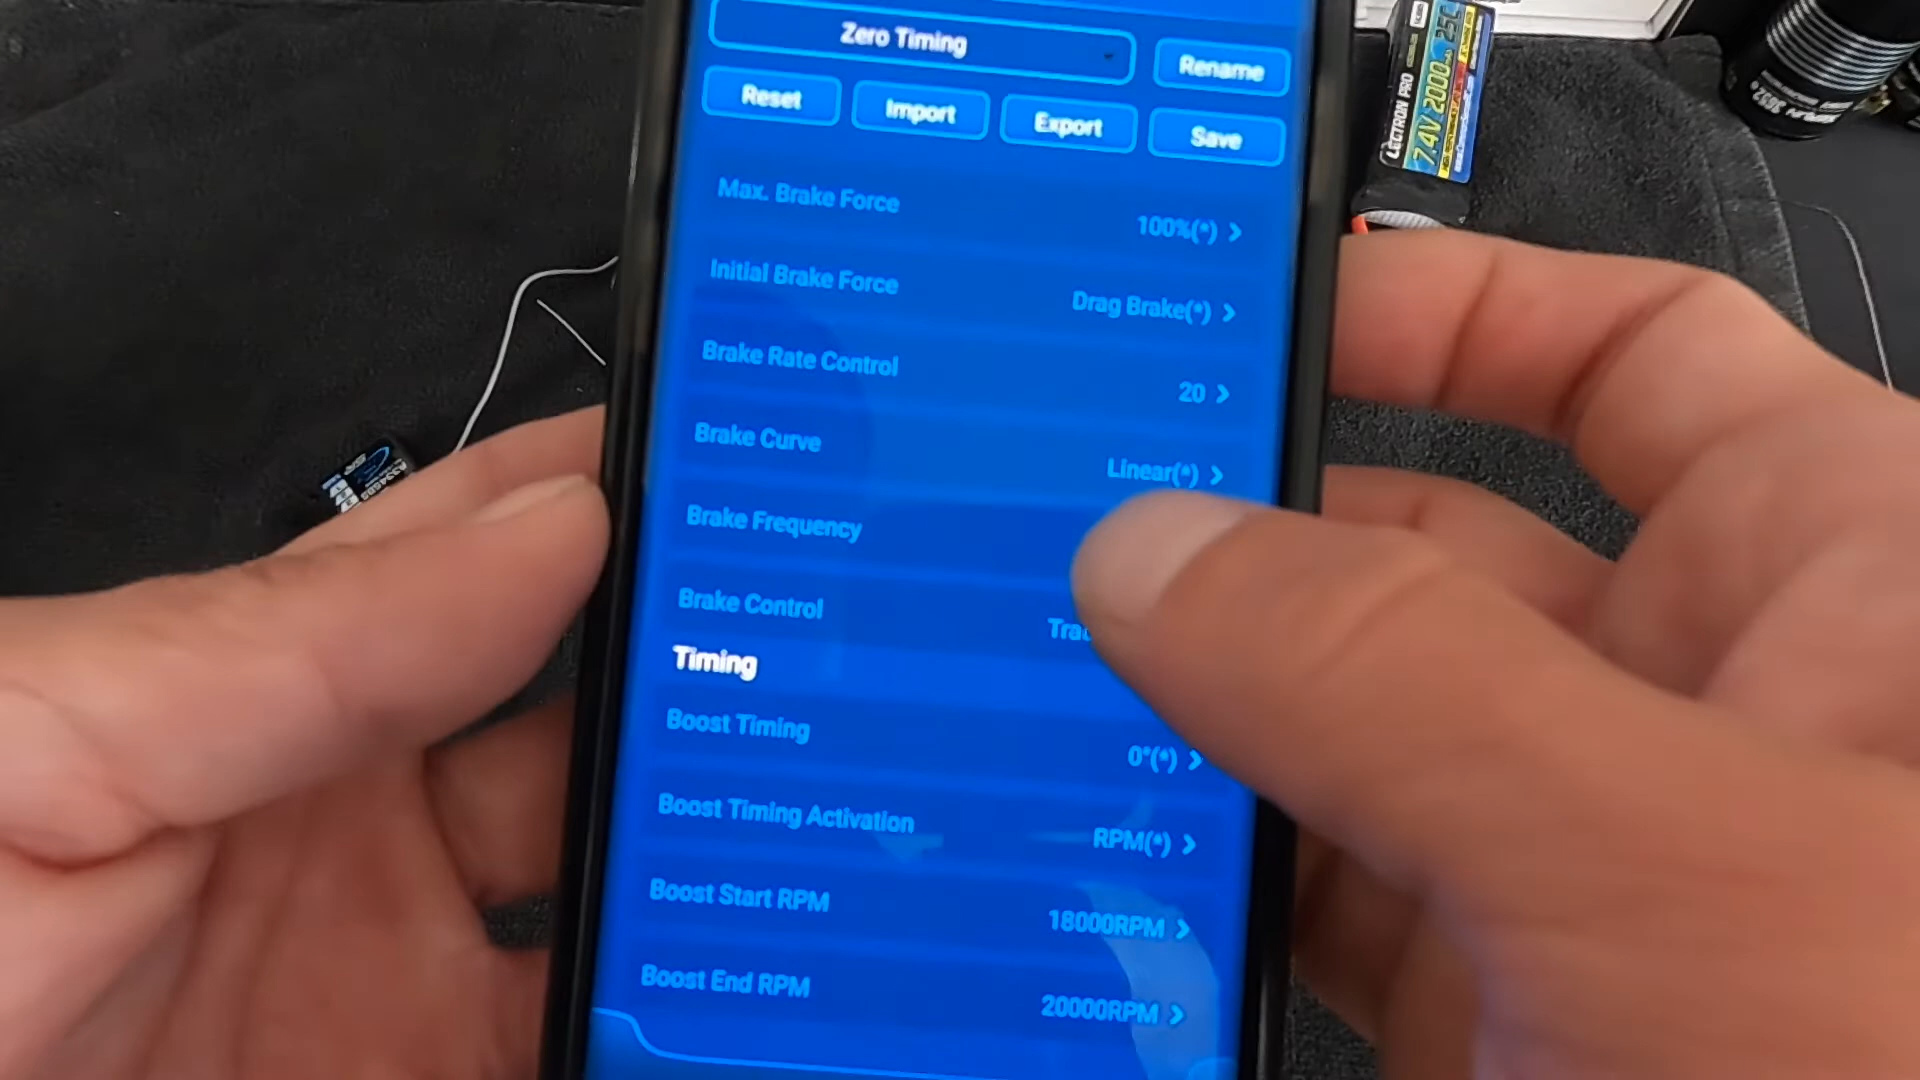 Zero Timing
Rename
Reset
Import
Export
Save
Max. Brake Force
100%(*)
Initial Brake Force
Drag Brake(*)
Brake Rate Control
20
Brake Curve
Linear(*)
Brake Frequency
Brake Control
Timing
Boost Timing
0°(*)
Boost Timing Activation
RPM(*)
Boost Start RPM
18000RPM
Boost End RPM
20000RPM
LECTRON PRO
7.4V 2000mAh 25C